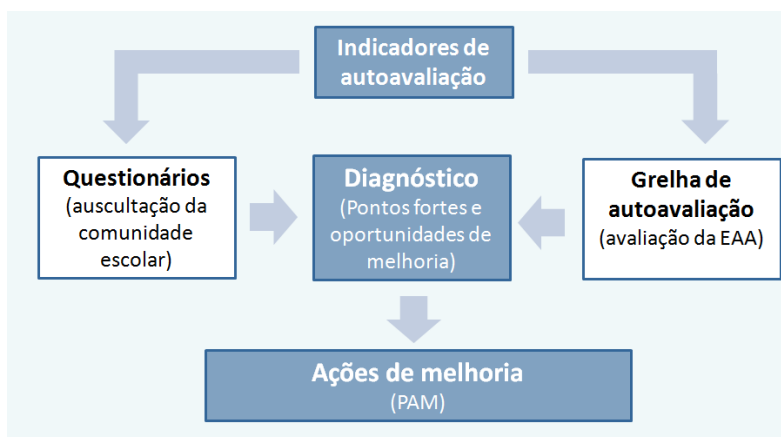 Indicadores de
autoavaliação
Questionários
(auscultação da
comunidade
escolar)
Diagnóstico
(Pontos fortes e
oportunidades de
melhoria)
Grelha de
autoavaliação
(avaliação da EAA)
Ações de melhoria
(PAM)